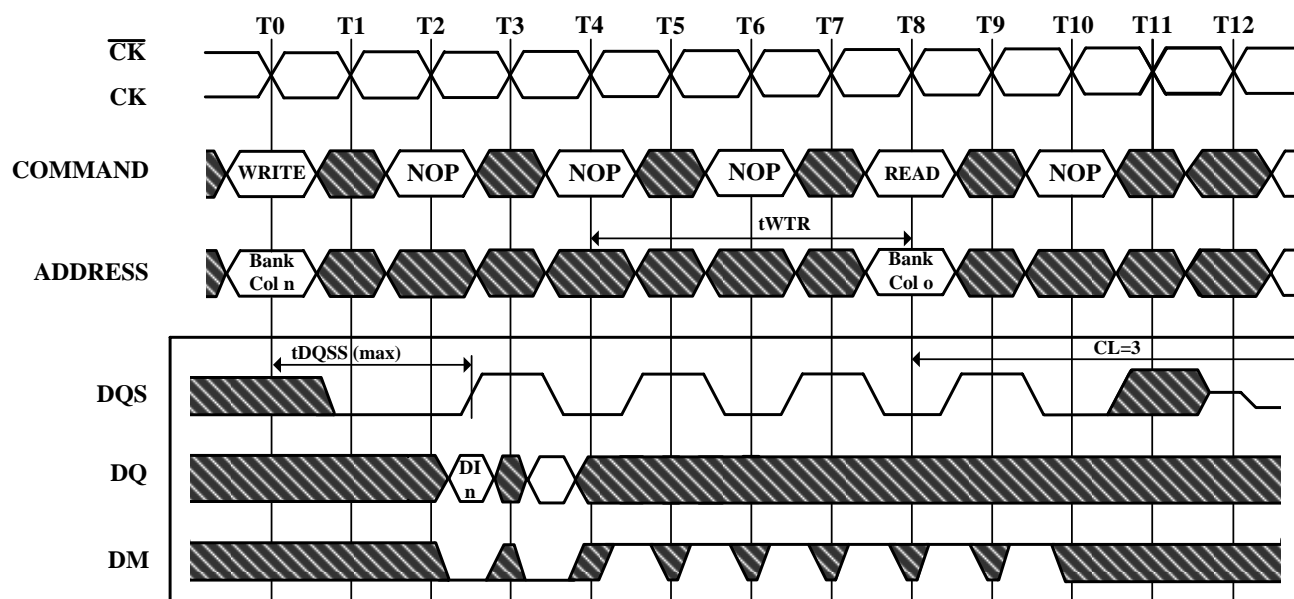 T0 T1 T2 T3 T4 T5 T6 T7 T8 T9 T10 T11 T12
CK
CK
COMMAND WRITE NOP NOP NOP READ NOP
tWTR
ADDRESS Bank Col n Bank Col o
tDQSS (max) CL=3
DQS
DQ DI n
DM